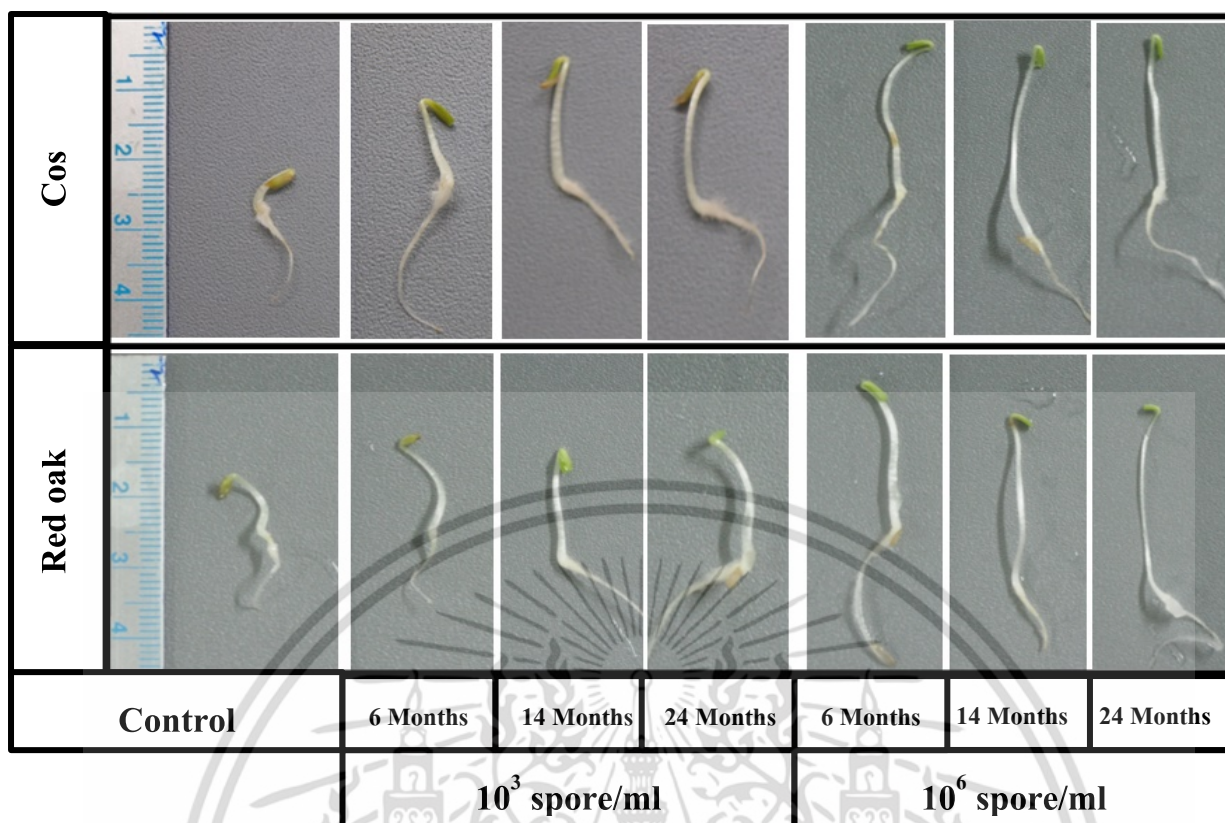 Cos
1
2
3
4
Red oak
1
2
3
4
Control
6 Months
14 Months
24 Months
6 Months
14 Months
24 Months
10³ spore/ml
10⁶ spore/ml